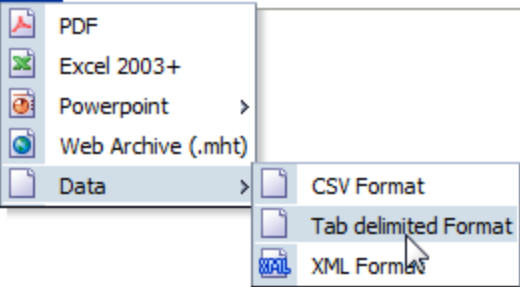 PDF
Excel 2003+
Powerpoint >
Web Archive (.mht)
Data >
CSV Format
Tab delimited Format
XML Format